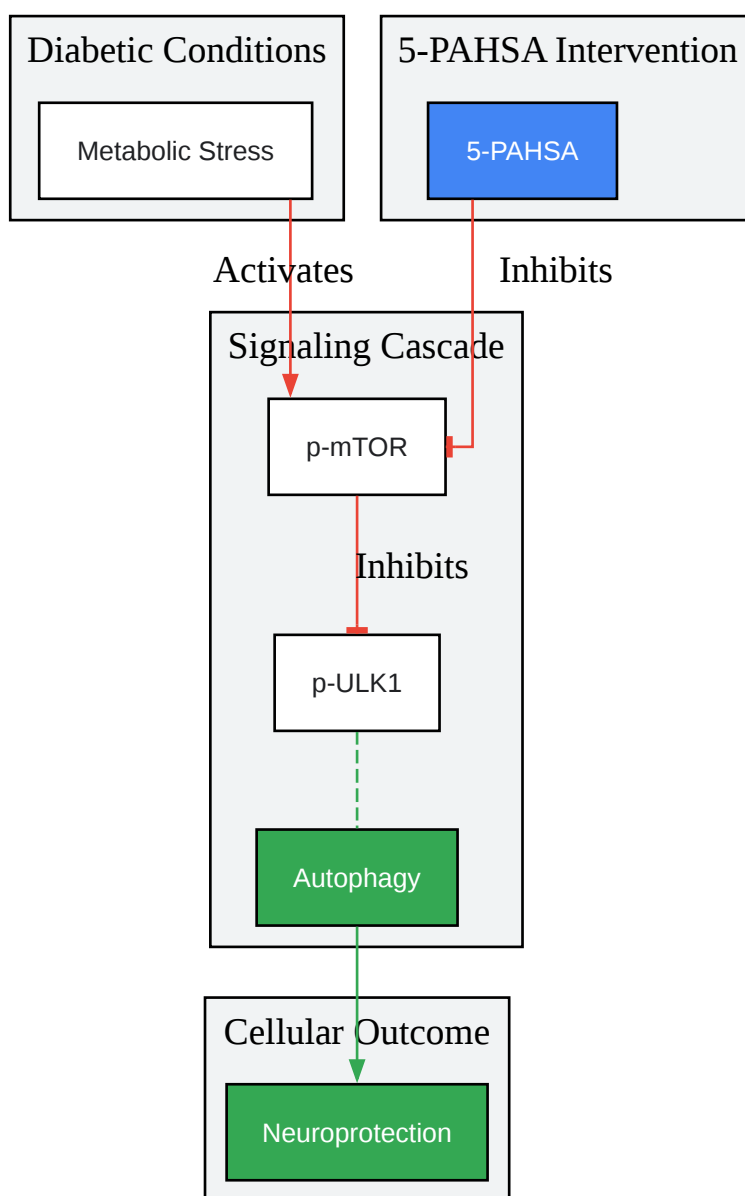 Diabetic Conditions
5-PAHSA Intervention
Metabolic Stress
5-PAHSA
Activates
Inhibits
Signaling Cascade
p-mTOR
Inhibits
p-ULK1
Autophagy
Cellular Outcome
Neuroprotection